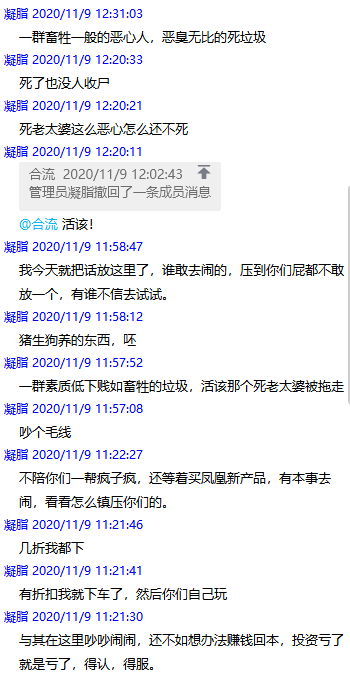 凝脂 2020/11/9 12:31:03
一群畜牲一般的恶心人，恶臭无比的死垃圾
凝脂 2020/11/9 12:20:33
死了也没人收尸
凝脂 2020/11/9 12:20:21
死老太婆这么恶心怎么还不死
凝脂 2020/11/9 12:20:11
合流 2020/11/9 12:02:43
管理员凝脂撤回了一条成员消息
@合流 活该！
凝脂 2020/11/9 11:58:47
我今天就把话放这里了，谁敢去闹的，压到你们屁都不敢
放一个，有谁不信去试试。
凝脂 2020/11/9 11:58:12
猪生狗养的东西，呸
凝脂 2020/11/9 11:57:52
一群素质低下贱如畜牲的垃圾，活该那个死老太婆被拖走
凝脂 2020/11/9 11:57:08
吵个毛线
凝脂 2020/11/9 11:22:27
不陪你们一帮疯子疯，还等着买凤凰新产品，有本事去
闹，看看怎么镇压你们的。
凝脂 2020/11/9 11:21:46
几折我都下
凝脂 2020/11/9 11:21:41
有折扣我就下车了，然后你们自己玩
凝脂 2020/11/9 11:21:30
与其在这里吵吵闹闹，还不如想办法赚钱回本，投资亏了
就是亏了，得认，得服。